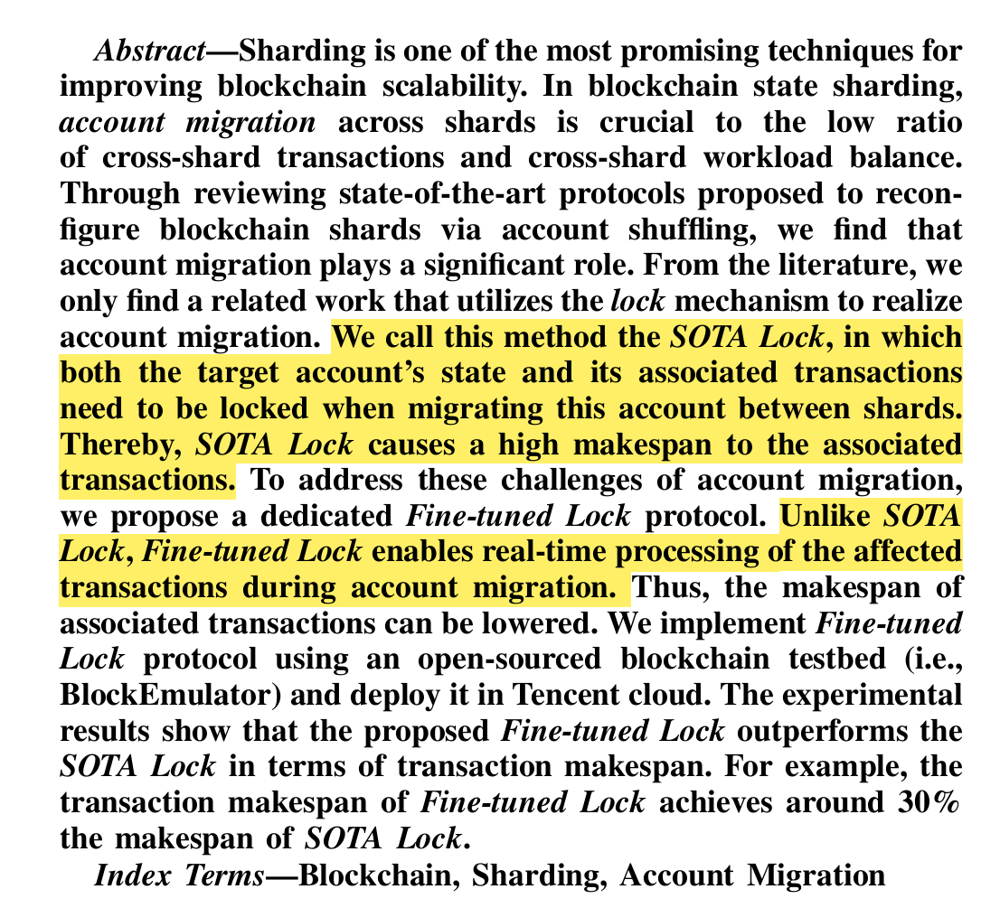 Abstract—Sharding is one of the most promising techniques for
improving blockchain scalability. In blockchain state sharding,
account migration across shards is crucial to the low ratio
of cross-shard transactions and cross-shard workload balance.
Through reviewing state-of-the-art protocols proposed to recon-
figure blockchain shards via account shuffling, we find that
account migration plays a significant role. From the literature, we
only find a related work that utilizes the lock mechanism to realize
account migration. We call this method the SOTA Lock, in which
both the target account's state and its associated transactions
need to be locked when migrating this account between shards.
Thereby, SOTA Lock causes a high makespan to the associated
transactions. To address these challenges of account migration,
we propose a dedicated Fine-tuned Lock protocol. Unlike SOTA
Lock, Fine-tuned Lock enables real-time processing of the affected
transactions during account migration. Thus, the makespan of
associated transactions can be lowered. We implement Fine-tuned
Lock protocol using an open-sourced blockchain testbed (i.e.,
BlockEmulator) and deploy it in Tencent cloud. The experimental
results show that the proposed Fine-tuned Lock outperforms the
SOTA Lock in terms of transaction makespan. For example, the
transaction makespan of Fine-tuned Lock achieves around 30%
the makespan of SOTA Lock.
Index Terms—Blockchain, Sharding, Account Migration